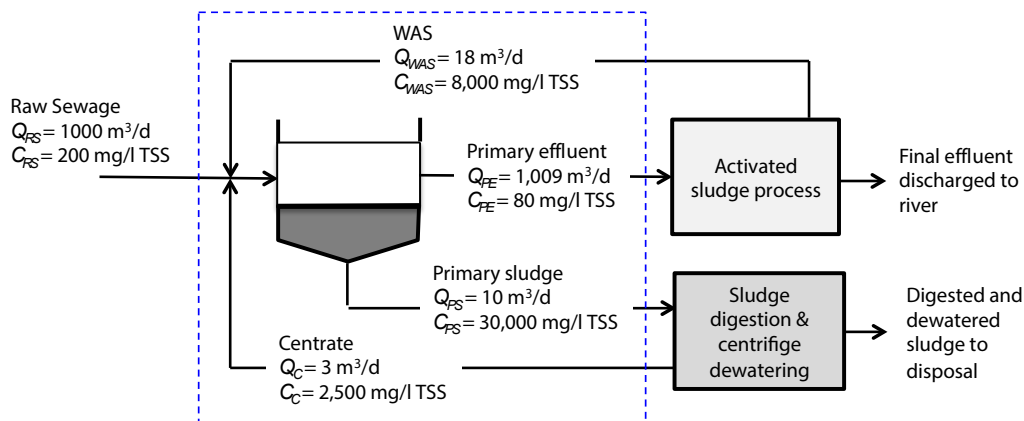 WAS
Q_WAS = 18 m³/d
C_WAS = 8,000 mg/l TSS
Raw Sewage
Q_RS = 1000 m³/d
C_RS = 200 mg/l TSS
Primary effluent
Q_PE = 1,009 m³/d
C_PE = 80 mg/l TSS
Activated
sludge process
Final effluent
discharged to
river
Primary sludge
Q_PS = 10 m³/d
C_PS = 30,000 mg/l TSS
Sludge
digestion &
centrifige
dewatering
Digested and
dewatered
sludge to
disposal
Centrate
Q_C = 3 m³/d
C_C = 2,500 mg/l TSS